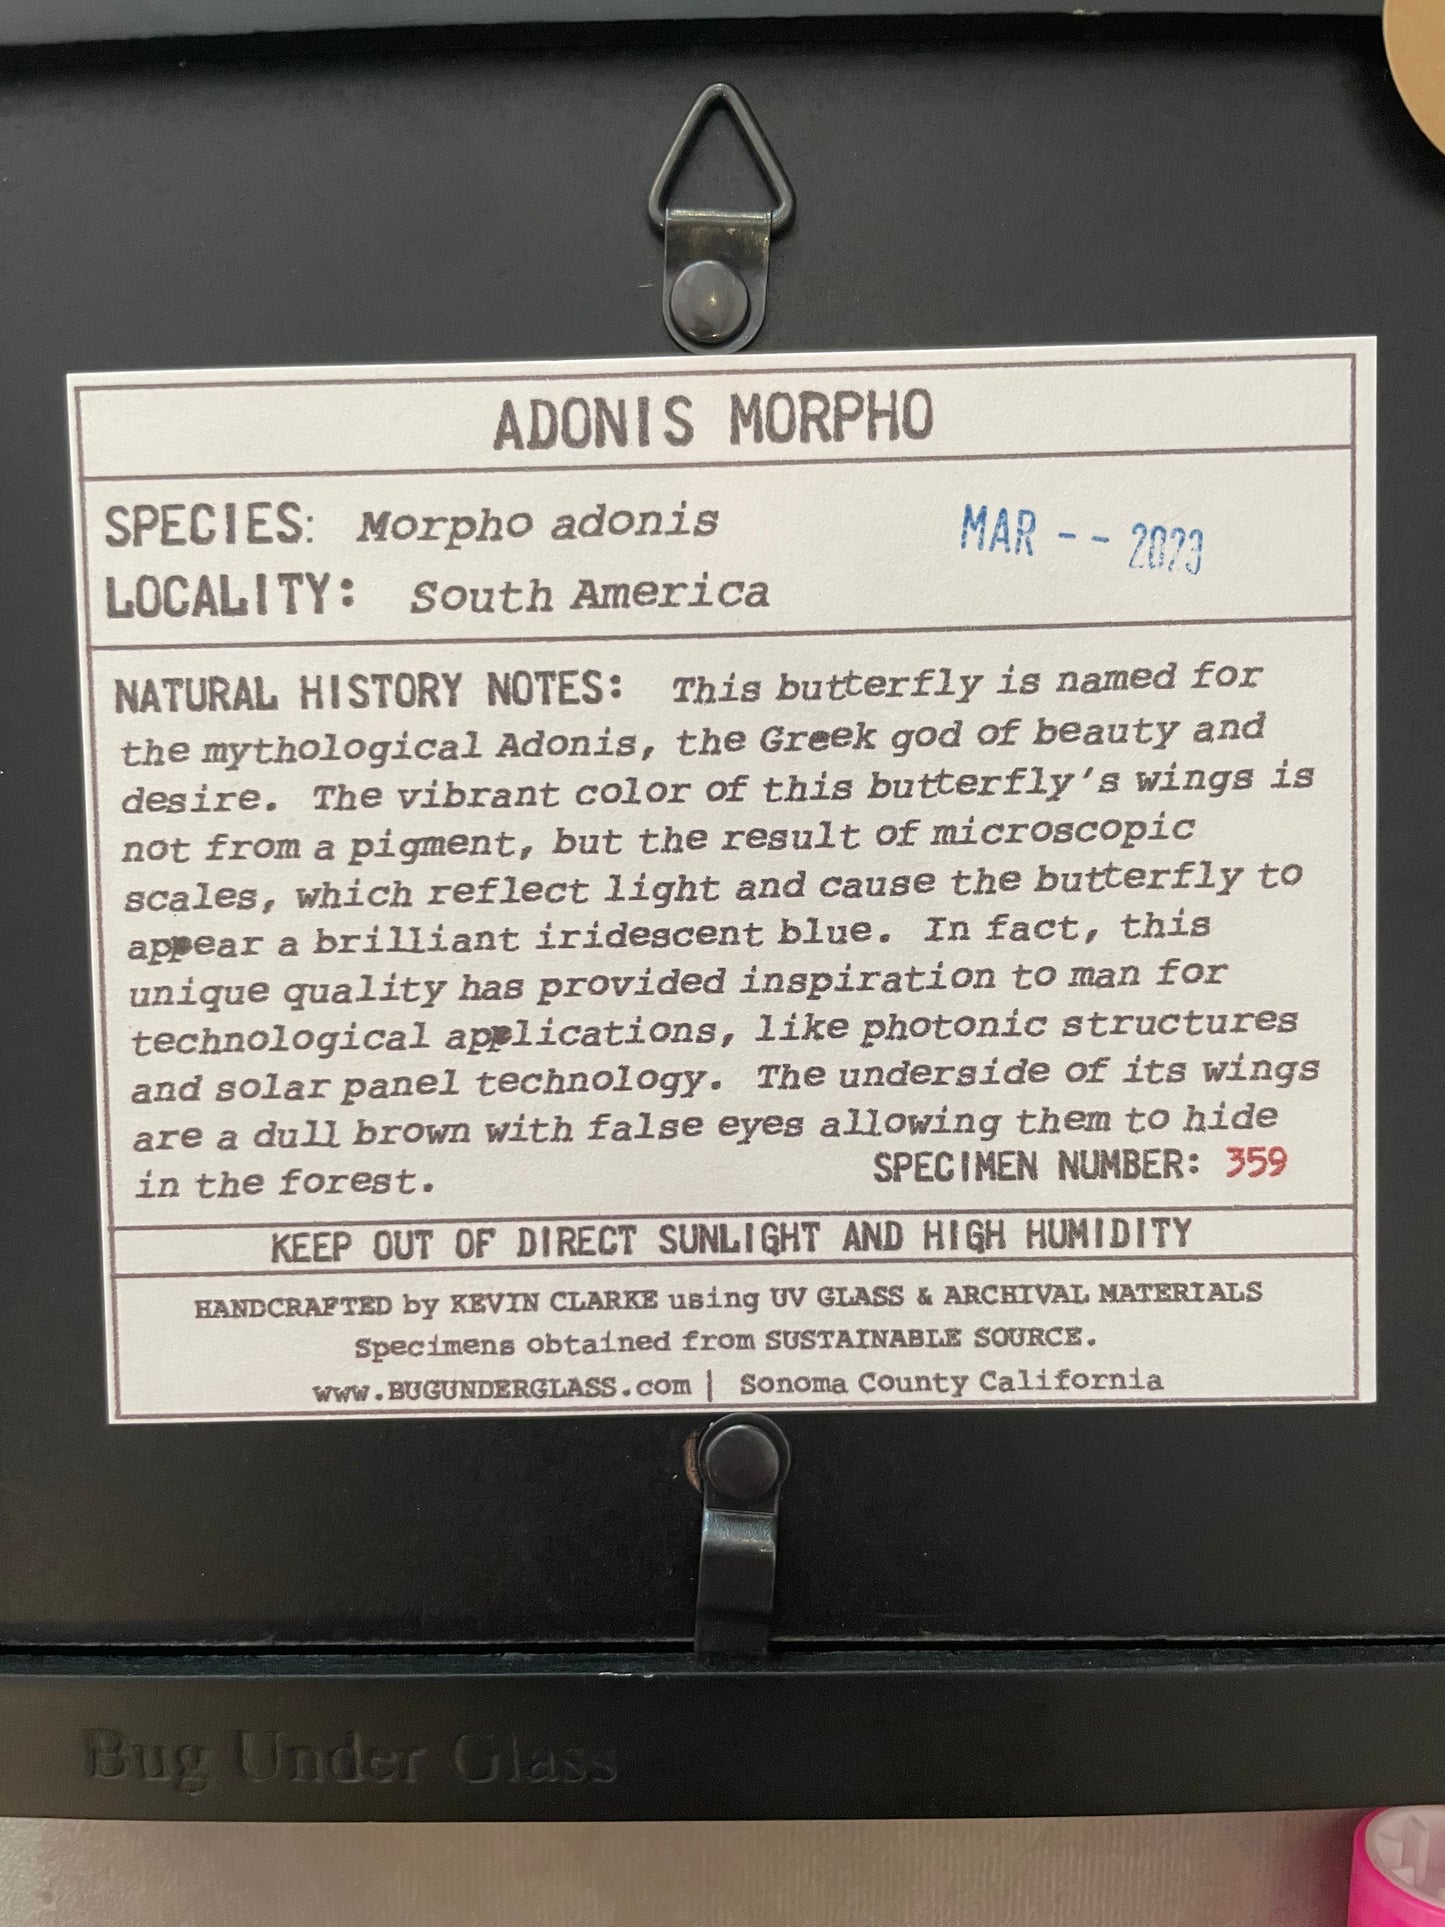 ADONIS MORPHO
SPECIES: Morpho adonis
MAR -- 2023
LOCALITY: South America
NATURAL HISTORY NOTES: This butterfly is named for
the mythological Adonis, the Greek god of beauty and
desire. The vibrant color of this butterfly's wings is
not from a pigment, but the result of microscopic
scales, which reflect light and cause the butterfly to
appear a brilliant iridescent blue. In fact, this
unique quality has provided inspiration to man for
technological applications, like photonic structures
and solar panel technology. The underside of its wings
are a dull brown with false eyes allowing them to hide
in the forest.
SPECIMEN NUMBER: 359
KEEP OUT OF DIRECT SUNLIGHT AND HIGH HUMIDITY
HANDCRAFTED by KEVIN CLARKE using UV GLASS & ARCHIVAL MATERIALS
Specimens obtained from SUSTAINABLE SOURCE.
www.BUGUNDERGLASS.com | Sonoma County California
Bug Under Glass